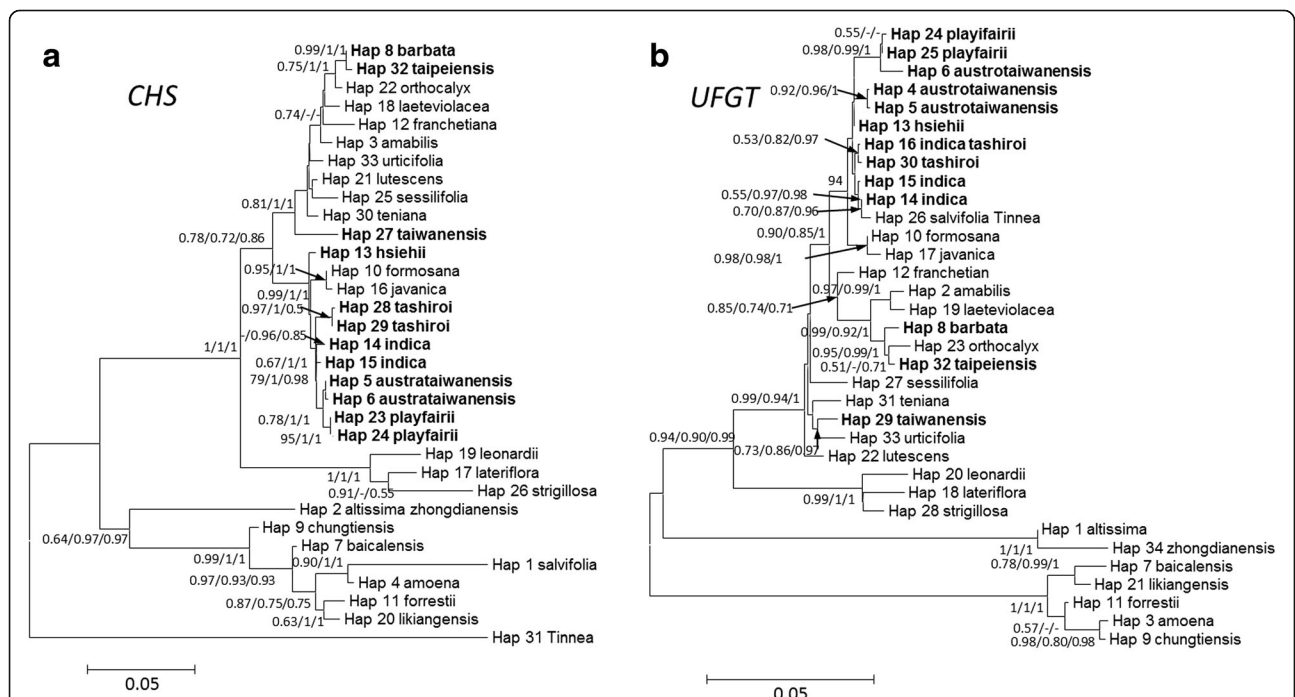 a
CHS
0.99/1/1
Hap 8 barbata
0.75/1/1
Hap 32 taipeiensis
Hap 22 orthocalyx
Hap 18 laeteviolacea
0.74/-/-
Hap 12 franchetiana
Hap 3 amabilis
Hap 33 urticifolia
Hap 21 lutescens
Hap 25 sessilifolia
0.81/1/1
Hap 30 teniana
Hap 27 taiwanensis
0.78/0.72/0.86
Hap 13 hsiehii
0.95/1/1
Hap 10 formosana
Hap 16 javanica
0.99/1/1
0.97/1/0.5
Hap 28 tashiroi
Hap 29 tashiroi
-/0.96/0.85
Hap 14 indica
1/1/1
0.67/1/1
Hap 15 indica
79/1/0.98
Hap 5 austrataiwanensis
Hap 6 austrataiwanensis
0.78/1/1
Hap 23 playfairii
95/1/1
Hap 24 playfairii
Hap 19 leonardii
1/1/1
Hap 17 lateriflora
0.91/-/0.55
Hap 26 strigillosa
Hap 2 altissima zhongdianensis
Hap 9 chungtiensis
0.64/0.97/0.97
Hap 7 baicalensis
0.99/1/1
0.90/1/1
Hap 1 salvifolia
0.97/0.93/0.93
Hap 4 amoena
0.87/0.75/0.75
Hap 11 forrestii
0.63/1/1
Hap 20 likiangensis
Hap 31 Tinnea
0.05
b
UFGT
0.55/-/-
Hap 24 playifairii
0.98/0.99/1
Hap 25 playfairii
Hap 6 austrotaiwanensis
0.92/0.96/1
Hap 4 austrotaiwanensis
Hap 5 austrotaiwanensis
Hap 13 hsiehii
0.53/0.82/0.97
Hap 16 indica tashiroi
Hap 30 tashiroi
94
Hap 15 indica
0.55/0.97/0.98
Hap 14 indica
0.70/0.87/0.96
Hap 26 salvifolia Tinnea
0.90/0.85/1
Hap 10 formosana
0.98/0.98/1
Hap 17 javanica
Hap 12 franchetian
0.97/0.99/1
Hap 2 amabilis
0.85/0.74/0.71
Hap 19 laeteviolacea
0.99/0.92/1
Hap 8 barbata
0.95/0.99/1
Hap 23 orthocalyx
0.51/-/0.71
Hap 32 taipeiensis
Hap 27 sessilifolia
0.99/0.94/1
Hap 31 teniana
Hap 29 taiwanensis
0.94/0.90/0.99
Hap 33 urticifolia
0.73/0.86/0.97
Hap 22 lutescens
Hap 20 leonardii
0.99/1/1
Hap 18 lateriflora
Hap 28 strigillosa
Hap 1 altissima
1/1/1
Hap 34 zhongdianensis
0.78/0.99/1
Hap 7 baicalensis
Hap 21 likiangensis
1/1/1
Hap 11 forrestii
0.57/-/-
Hap 3 amoena
0.98/0.80/0.98
Hap 9 chungtiensis
0.05